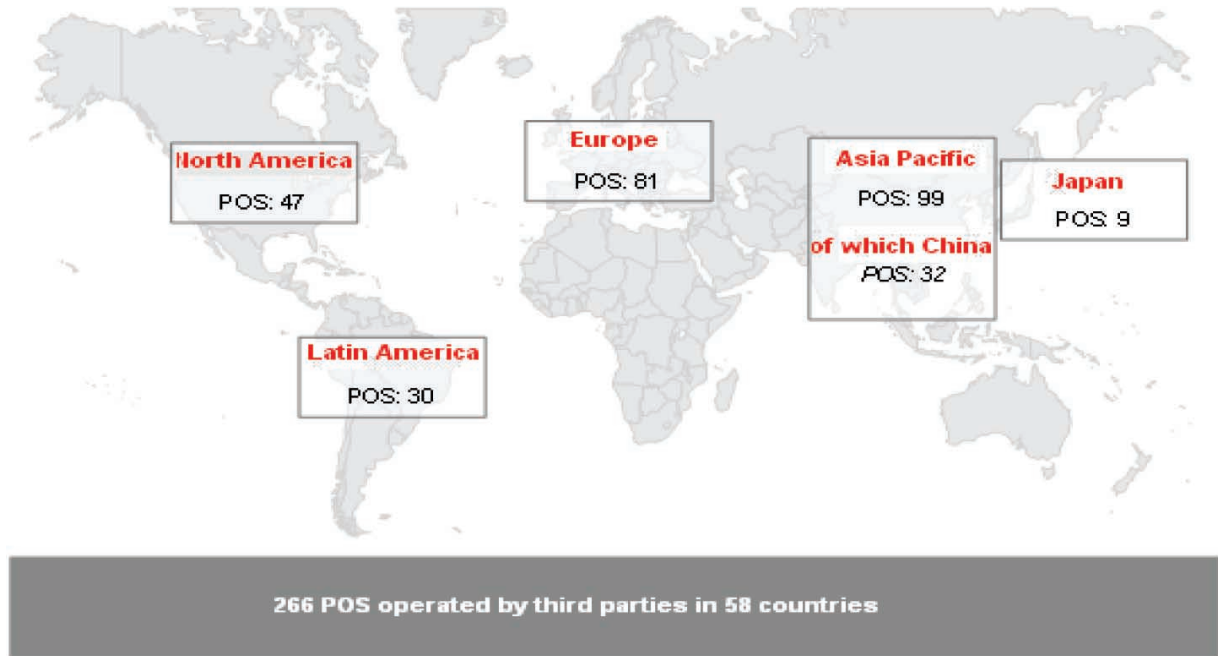 North America
POS: 47
Europe
POS: 81
Asia Pacific
POS: 99
of which China
POS: 32
Japan
POS: 9
Latin America
POS: 30
266 POS operated by third parties in 58 countries